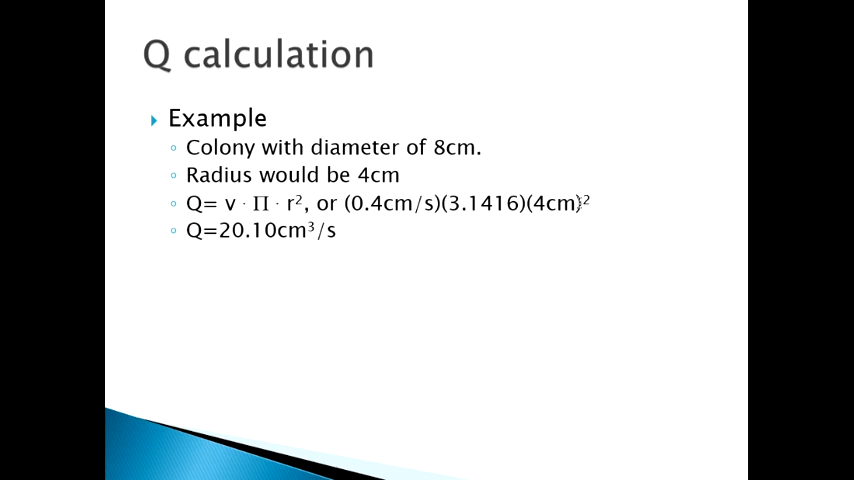 Q calculation
Example
Colony with diameter of 8cm.
Radius would be 4cm
Q= v · Π · r², or (0.4cm/s)(3.1416)(4cm)²
Q=20.10cm³/s